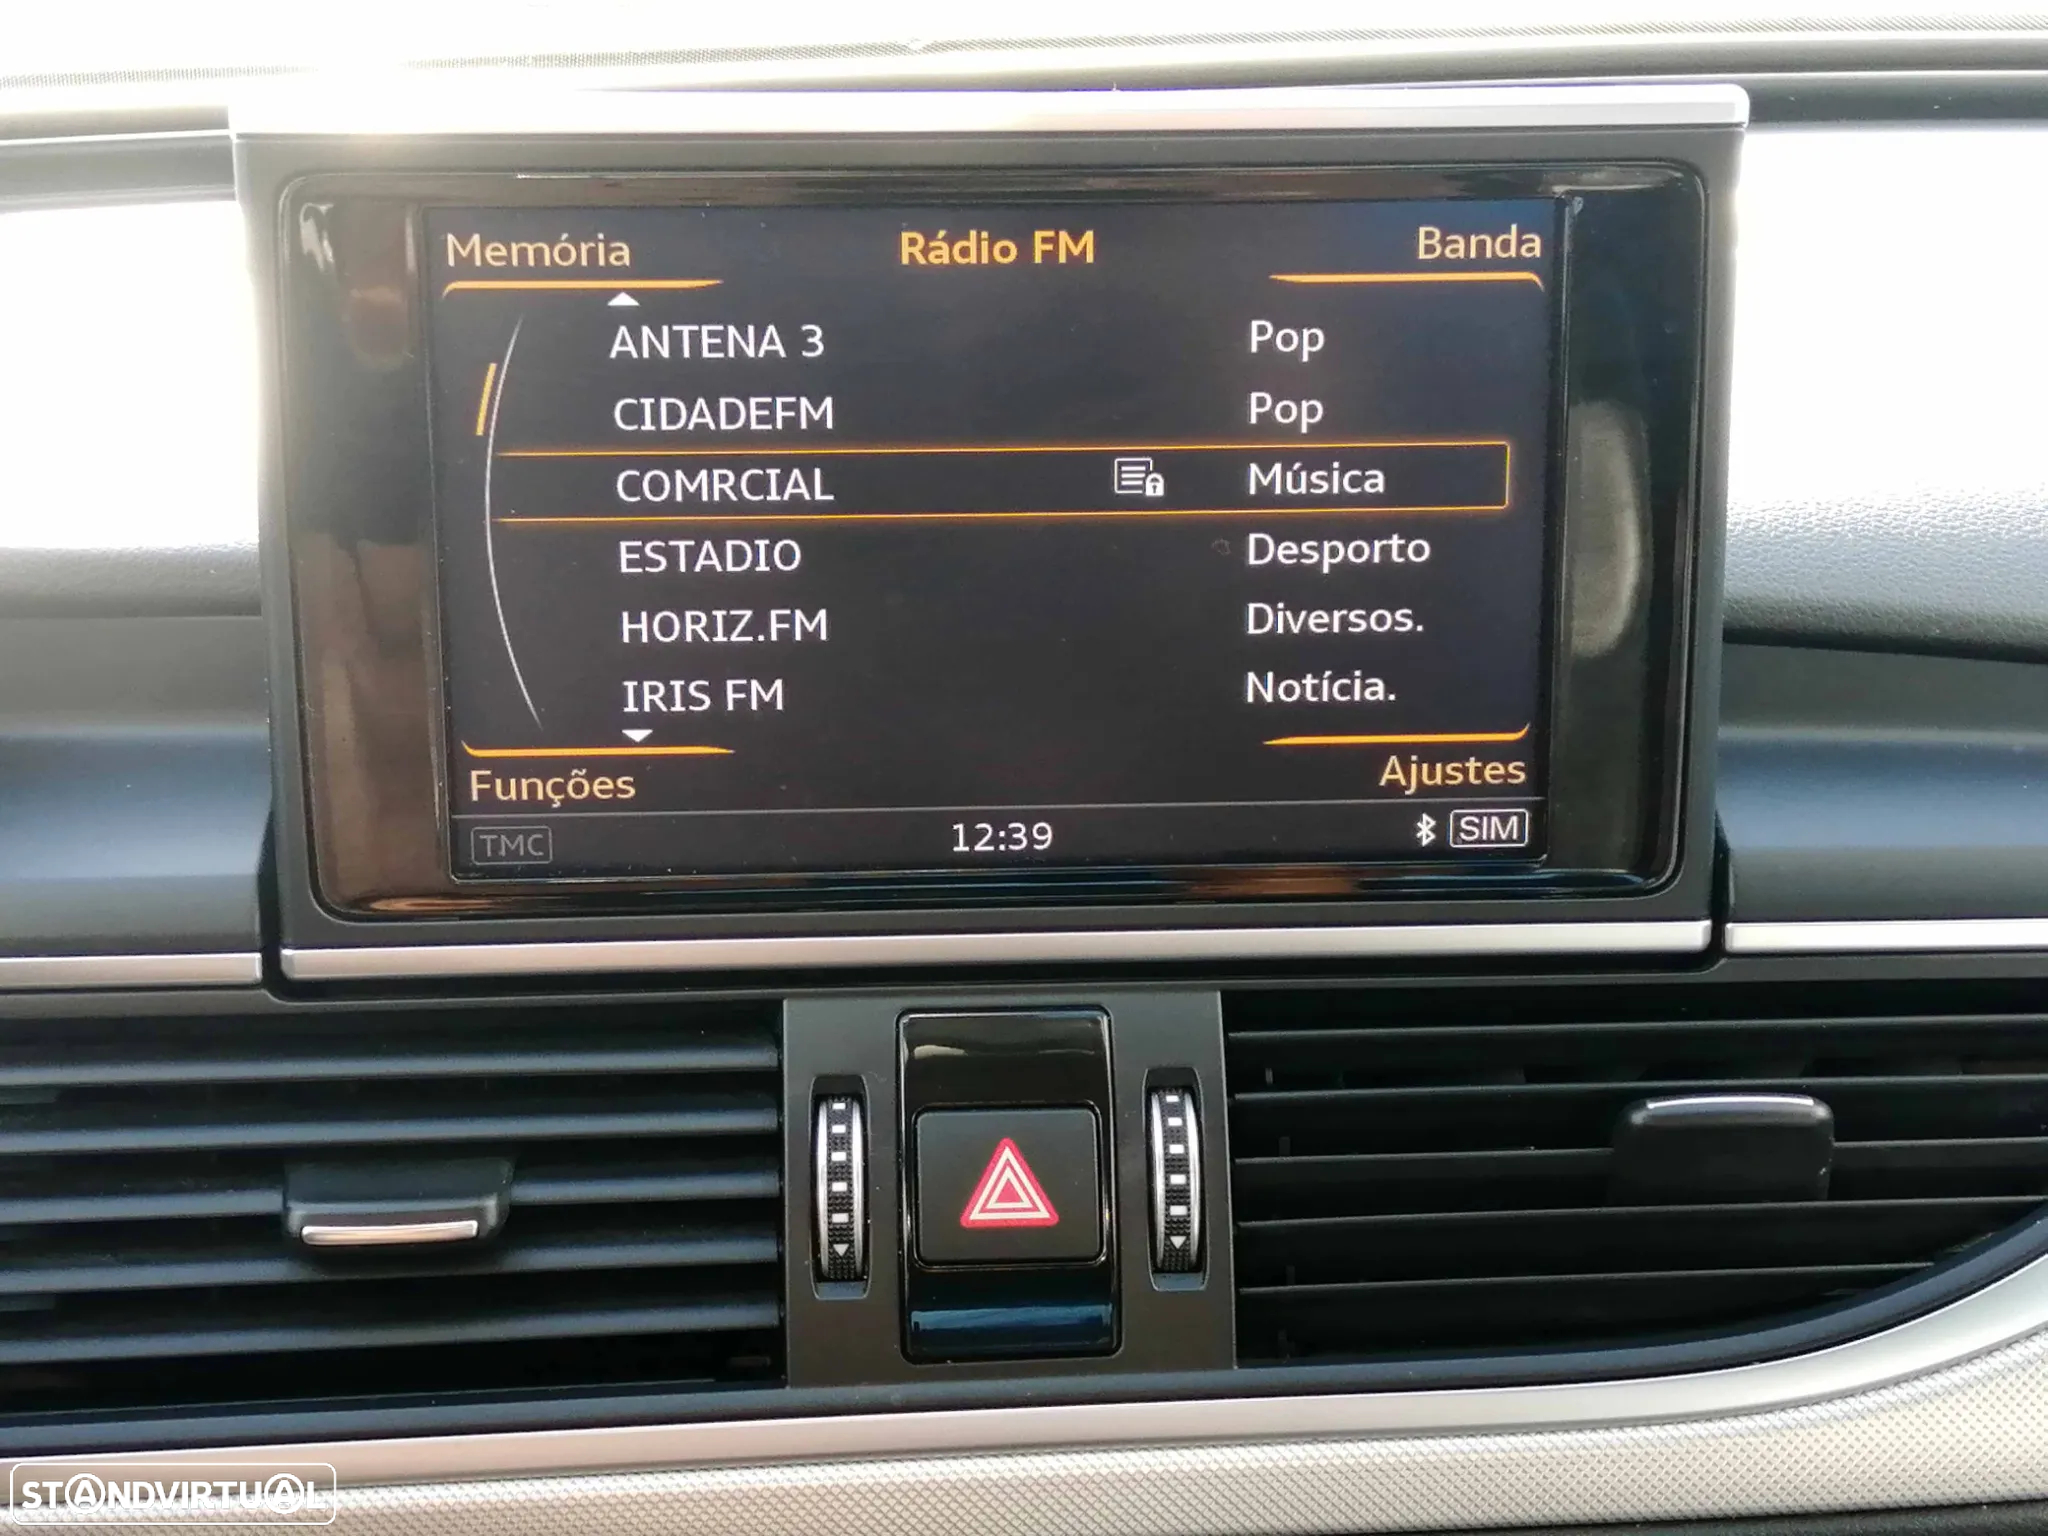 Memória Rádio FM Banda
ANTENA 3 Pop
CIDADEFM Pop
COMRCIAL Música
ESTADIO Desporto
HORIZ.FM Diversos.
IRIS FM Notícia.
Funções Ajustes
TMC 12:39 SIM
STANDVIRTUAL